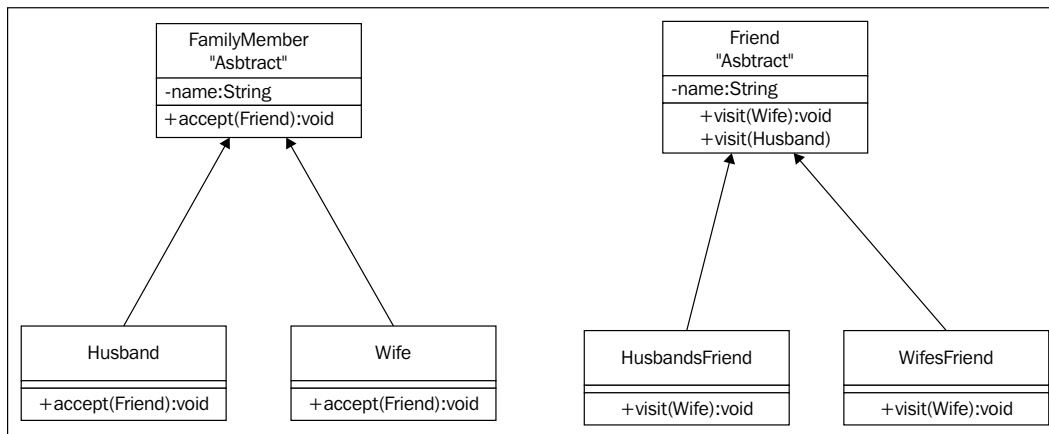 FamilyMember
"Asbtract"
-name:String
+accept(Friend):void
Friend
"Asbtract"
-name:String
+visit(Wife):void
+visit(Husband)
Husband
+accept(Friend):void
Wife
+accept(Friend):void
HusbandsFriend
+visit(Wife):void
WifesFriend
+visit(Wife):void